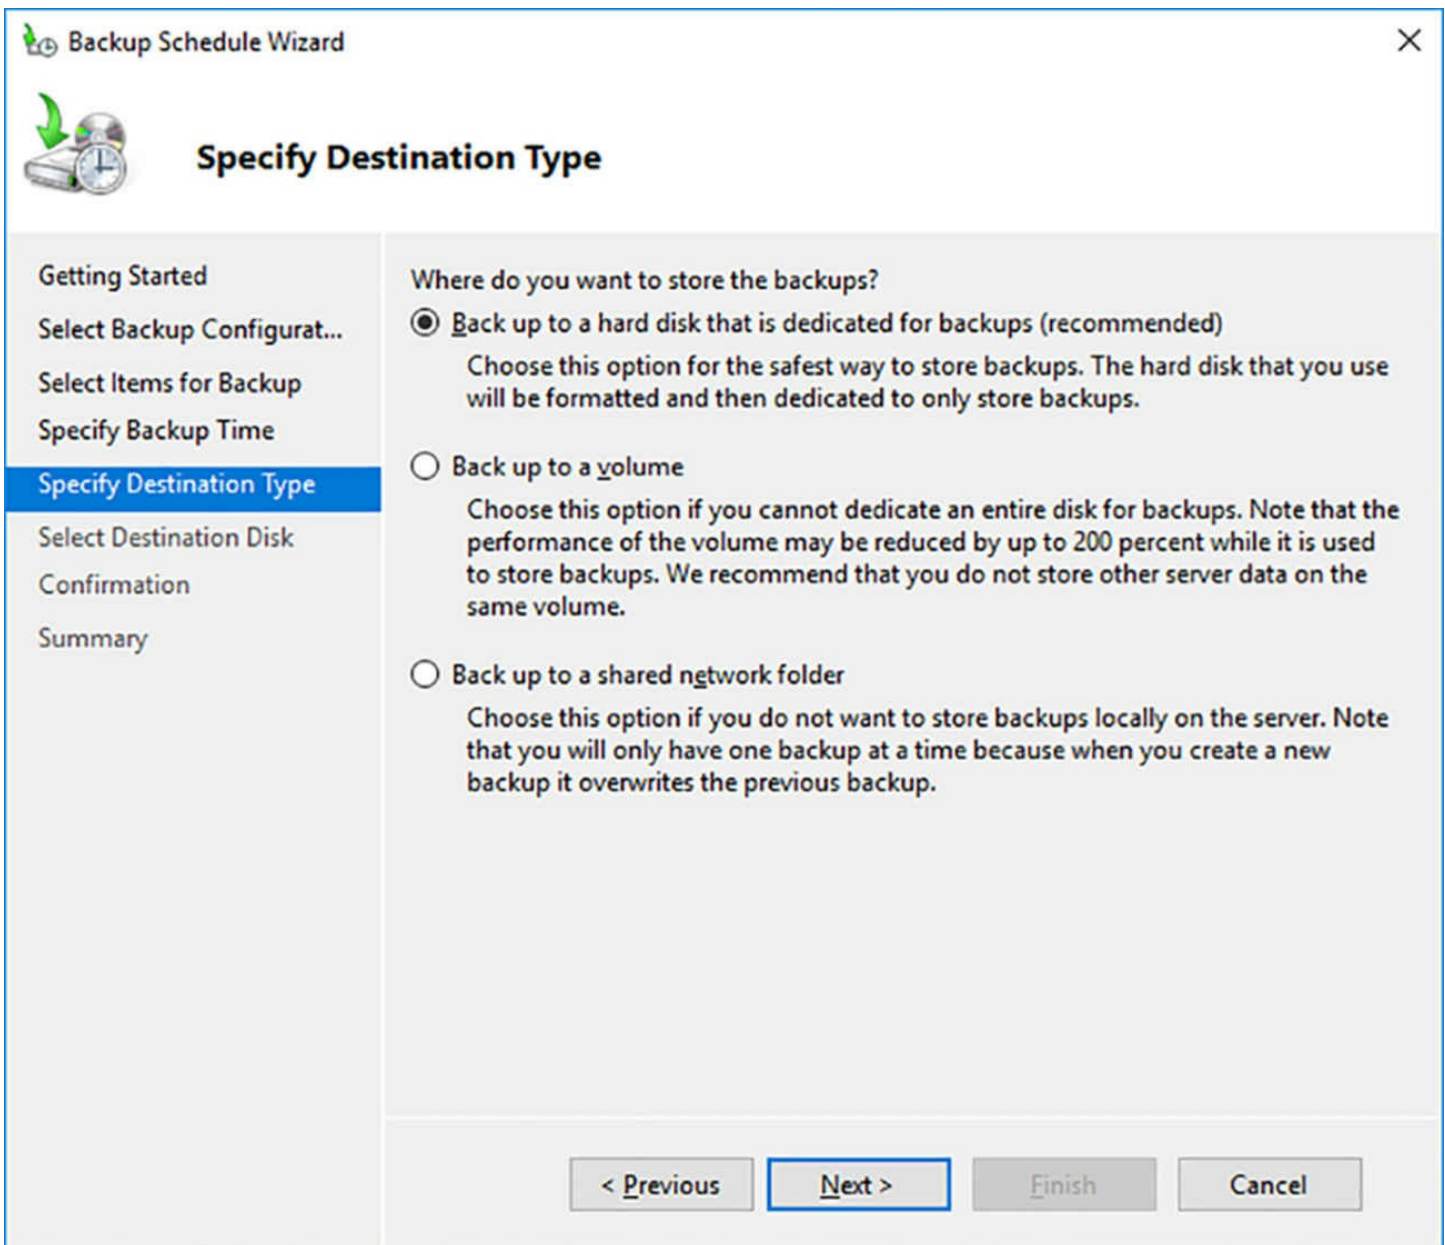 Backup Schedule Wizard
Specify Destination Type
Getting Started
Select Backup Configurat...
Select Items for Backup
Specify Backup Time
Specify Destination Type
Select Destination Disk
Confirmation
Summary
Where do you want to store the backups?
Back up to a hard disk that is dedicated for backups (recommended)
Choose this option for the safest way to store backups. The hard disk that you use
will be formatted and then dedicated to only store backups.
Back up to a volume
Choose this option if you cannot dedicate an entire disk for backups. Note that the
performance of the volume may be reduced by up to 200 percent while it is used
to store backups. We recommend that you do not store other server data on the
same volume.
Back up to a shared network folder
Choose this option if you do not want to store backups locally on the server. Note
that you will only have one backup at a time because when you create a new
backup it overwrites the previous backup.
< Previous
Next >
Finish
Cancel